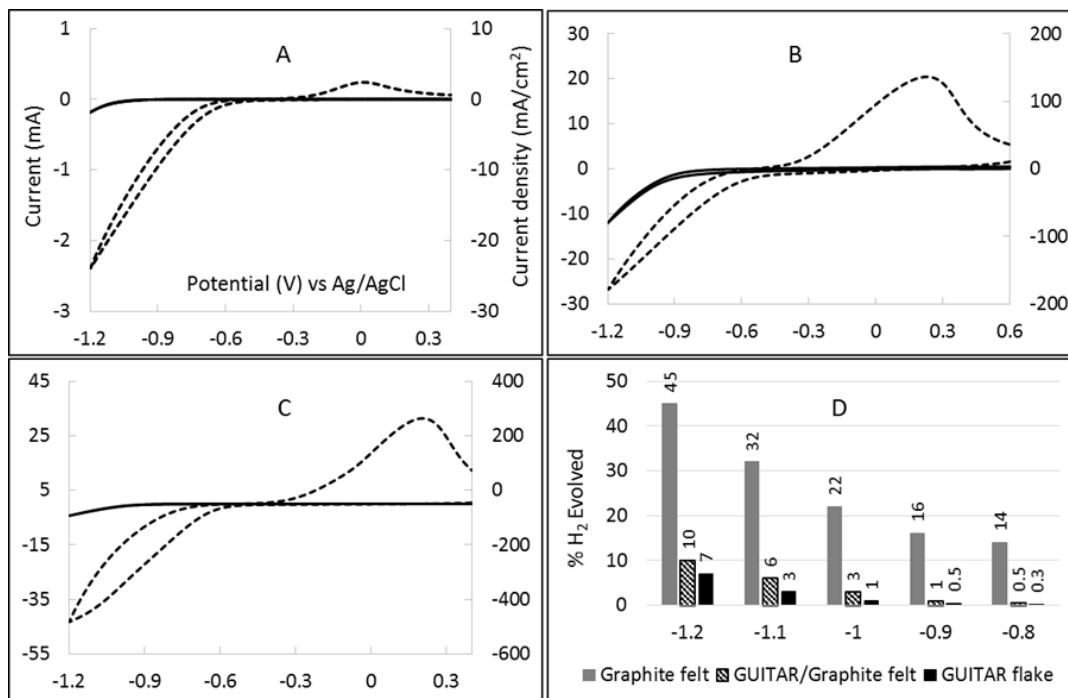 A
1
0
-1
-2
-3
Current (mA)
10
0
-10
-20
-30
Current density (mA/cm²)
Potential (V) vs Ag/AgCl
-1.2 -0.9 -0.6 -0.3 0 0.3
B
30
20
10
0
-10
-20
-30
200
100
0
-100
-200
-1.2 -0.9 -0.6 -0.3 0 0.3 0.6
C
45
25
5
-15
-35
-55
400
200
0
-200
-400
-600
-1.2 -0.9 -0.6 -0.3 0 0.3
D
50
40
30
20
10
0
% H₂ Evolved
45 10 7
32 6 3
22 3 1
16 1 0.5
14 0.5 0.3
-1.2 -1.1 -1 -0.9 -0.8
Graphite felt GUITAR/Graphite felt GUITAR flake